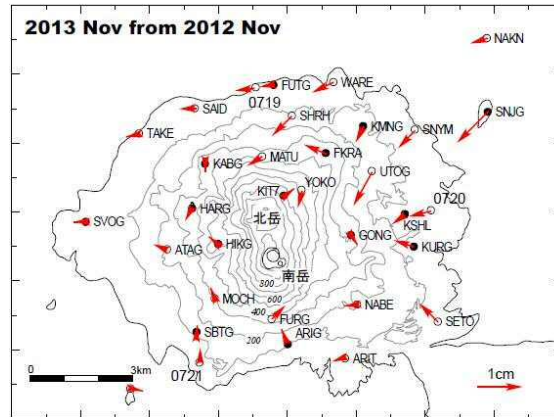 2013 Nov from 2012 Nov
NAKN
FUTG
WARE
0719
SAID
SHRH
SNJG
KMNG
SNYM
TAKE
KABG
MATU
FKRA
UTOG
KIT7
YOKO
HARG
0720
北岳
KSHL
SVOG
ATAG
HIKG
GONG
KURG
南岳
300
600
MOCH
400
NABE
FURG
SETO
SBTG
200
ARIG
ARIT
0721
0
3km
1cm